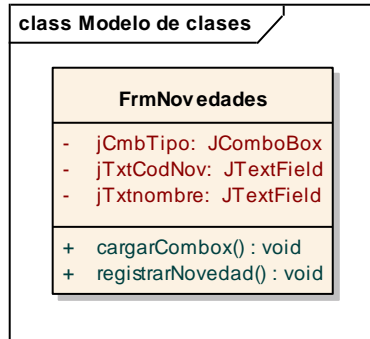 class Modelo de clases
FrmNovedades
- jCmbTipo: JComboBox
- jTxtCodNov: JTextField
- jTxtnombre: JTextField
+ cargarCombox() : void
+ registrarNovedad() : void